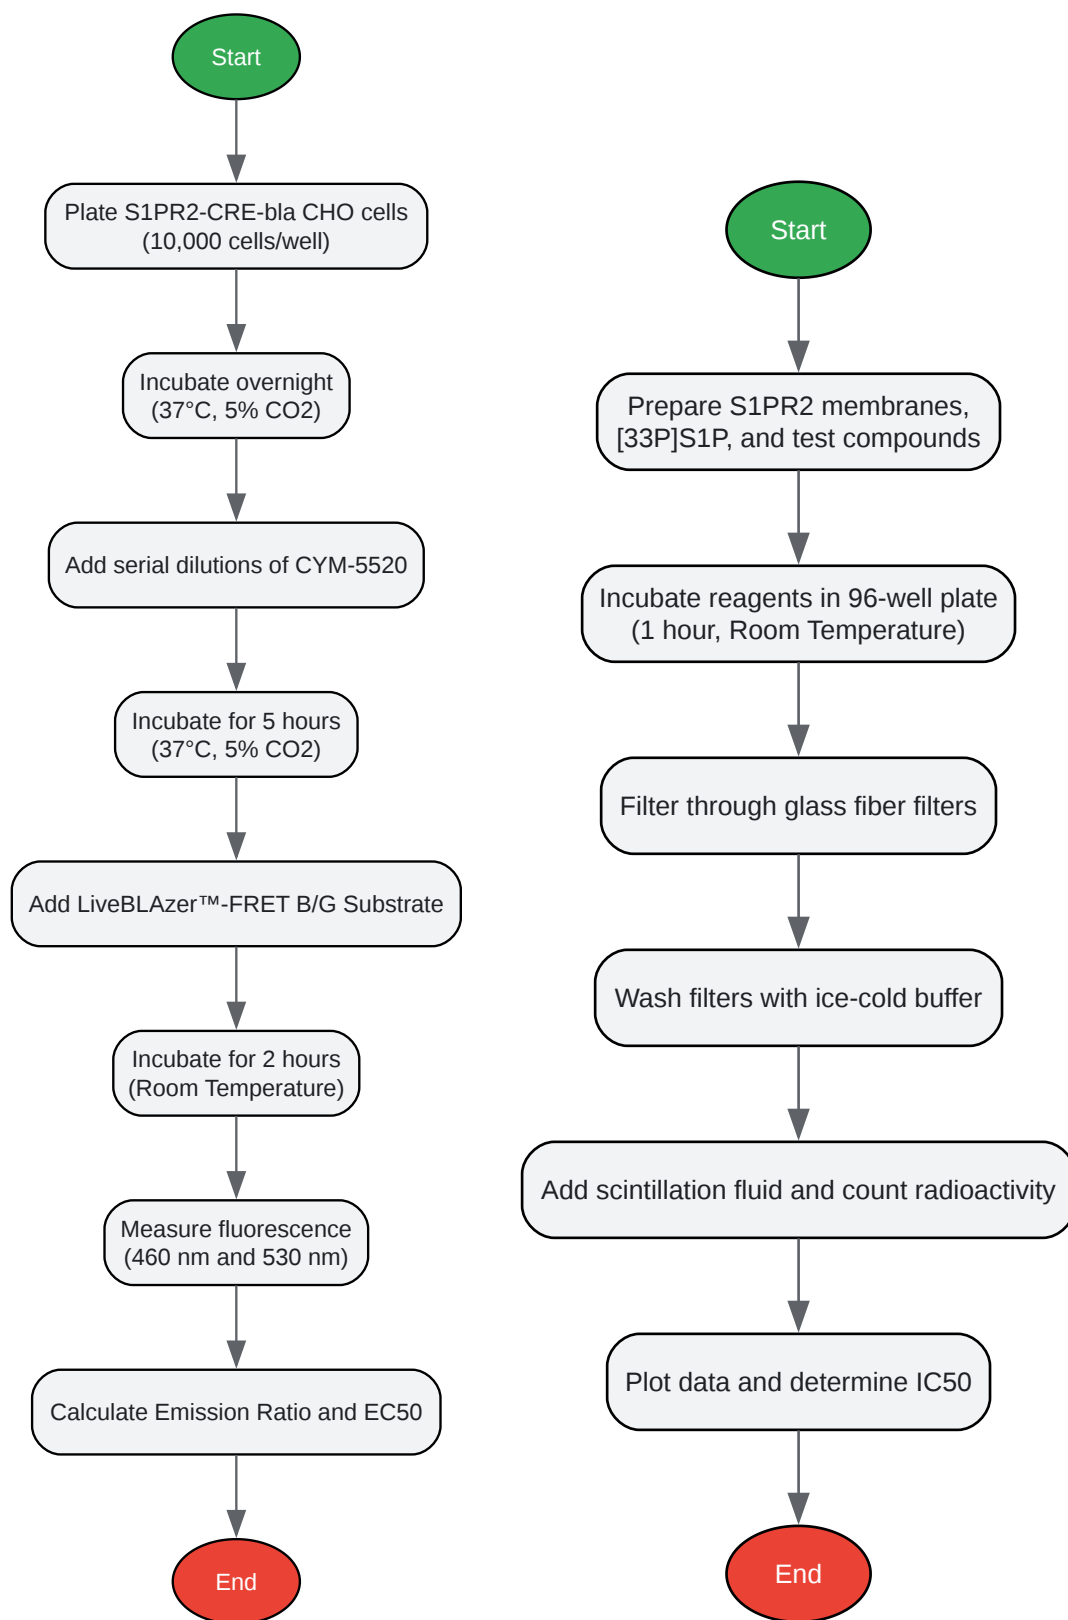 Start
Plate S1PR2-CRE-bla CHO cells
(10,000 cells/well)
Incubate overnight
(37°C, 5% CO2)
Add serial dilutions of CYM-5520
Incubate for 5 hours
(37°C, 5% CO2)
Add LiveBLAzer™-FRET B/G Substrate
Incubate for 2 hours
(Room Temperature)
Measure fluorescence
(460 nm and 530 nm)
Calculate Emission Ratio and EC50
End
Start
Prepare S1PR2 membranes,
[33P]S1P, and test compounds
Incubate reagents in 96-well plate
(1 hour, Room Temperature)
Filter through glass fiber filters
Wash filters with ice-cold buffer
Add scintillation fluid and count radioactivity
Plot data and determine IC50
End